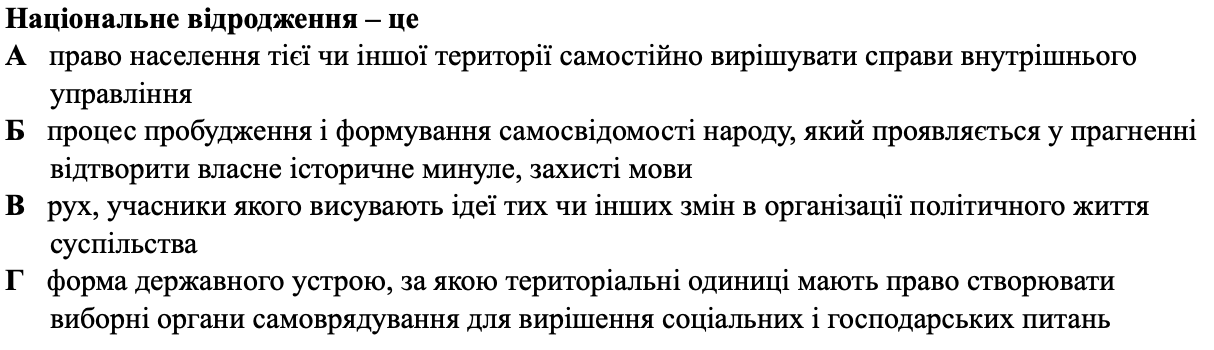 Національне відродження – це
А право населення тієї чи іншої території самостійно вирішувати справи внутрішнього
управління
Б процес пробудження і формування самосвідомості народу, який проявляється у прагненні
відтворити власне історичне минуле, захисті мови
В рух, учасники якого висувають ідеї тих чи інших змін в організації політичного життя
суспільства
Г форма державного устрою, за якою територіальні одиниці мають право створювати
виборні органи самоврядування для вирішення соціальних і господарських питань